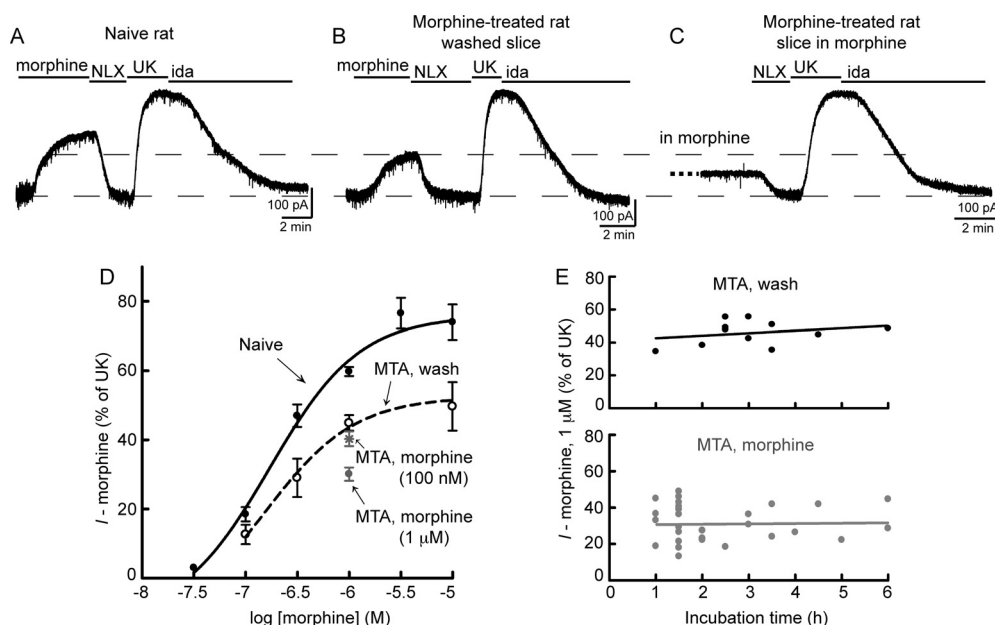 A
Naive rat
morphine
NLX
UK
ida
100 pA
2 min
B
Morphine-treated rat
washed slice
morphine
NLX
UK
ida
100 pA
2 min
C
Morphine-treated rat
slice in morphine
NLX
UK
ida
in morphine
100 pA
2 min
D
I - morphine (% of UK)
80
60
40
20
0
Naive
MTA, wash
MTA, morphine
(100 nM)
MTA, morphine
(1 μM)
-8 -7.5 -7 -6.5 -6 -5.5 -5
log [morphine] (M)
E
I - morphine, 1 μM (% of UK)
MTA, wash
80
60
40
20
0
MTA, morphine
80
60
40
20
0
0 1 2 3 4 5 6
Incubation time (h)